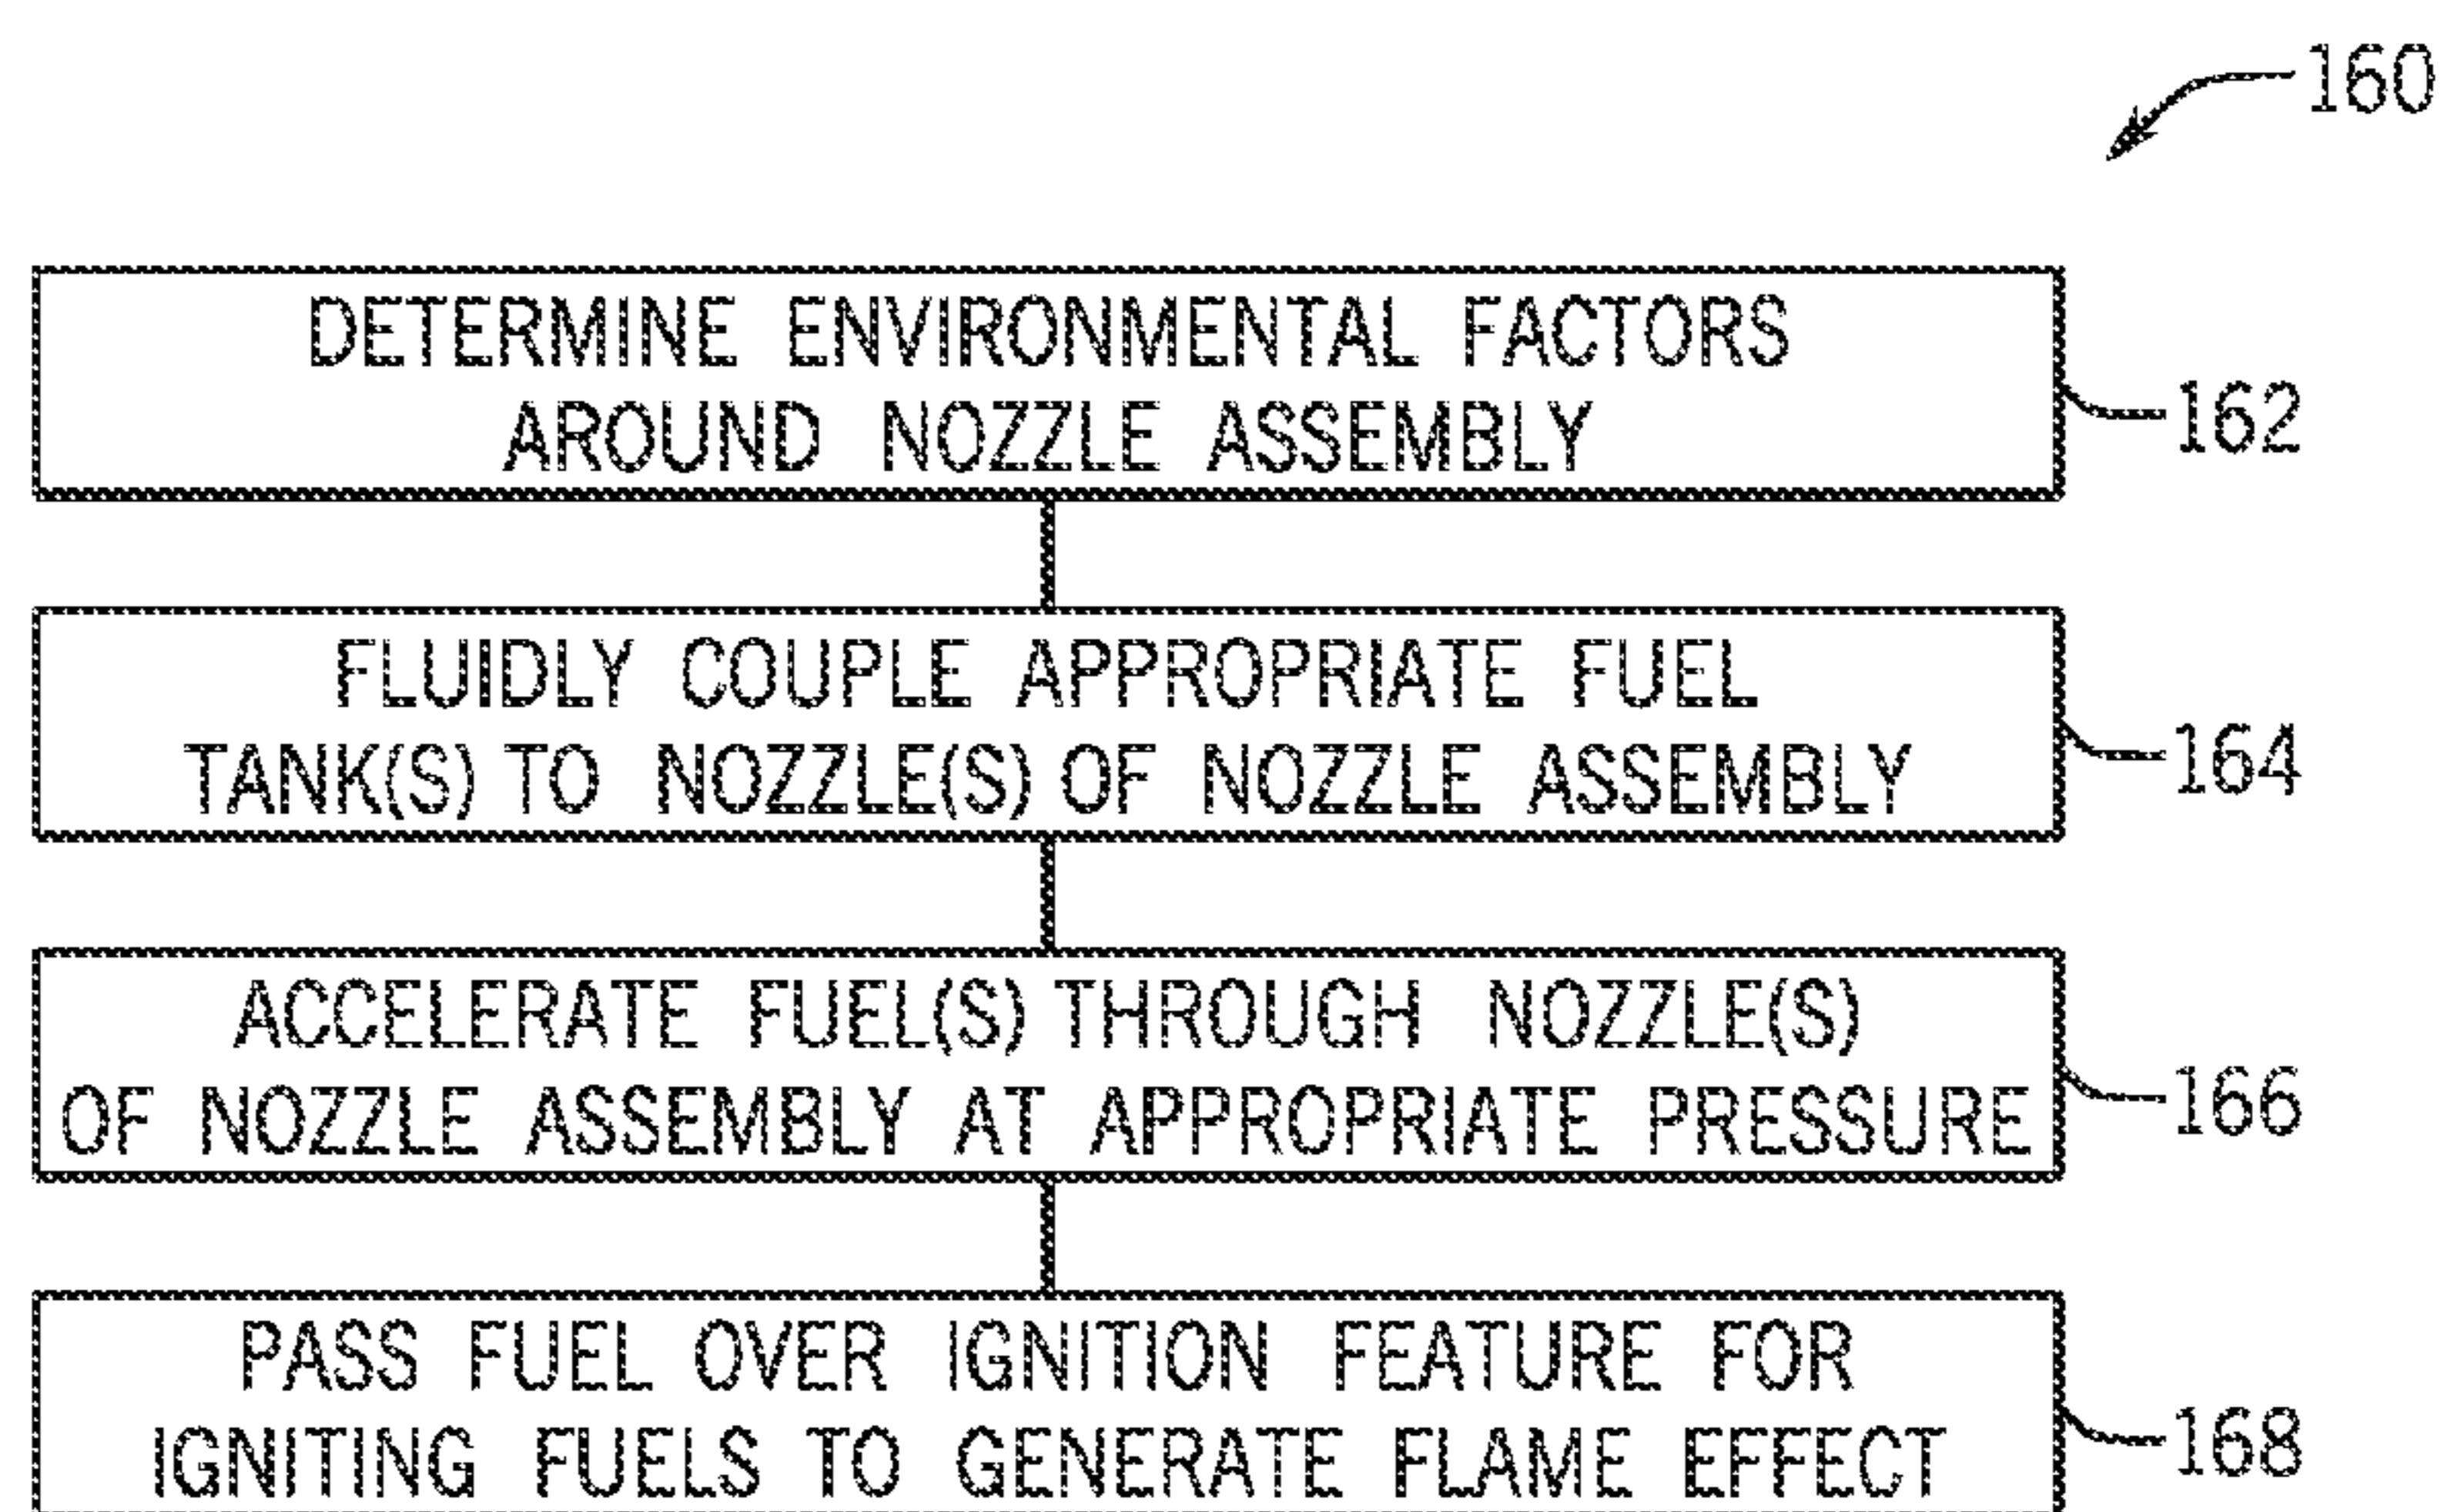 160
DETERMINE ENVIRONMENTAL FACTORS
AROUND NOZZLE ASSEMBLY
162
FLUIDLY COUPLE APPROPRIATE FUEL
TANK(S) TO NOZZLE(S) OF NOZZLE ASSEMBLY
164
ACCELERATE FUEL(S) THROUGH NOZZLE(S)
OF NOZZLE ASSEMBLY AT APPROPRIATE PRESSURE
166
PASS FUEL OVER IGNITION FEATURE FOR
IGNITING FUELS TO GENERATE FLAME EFFECT
168